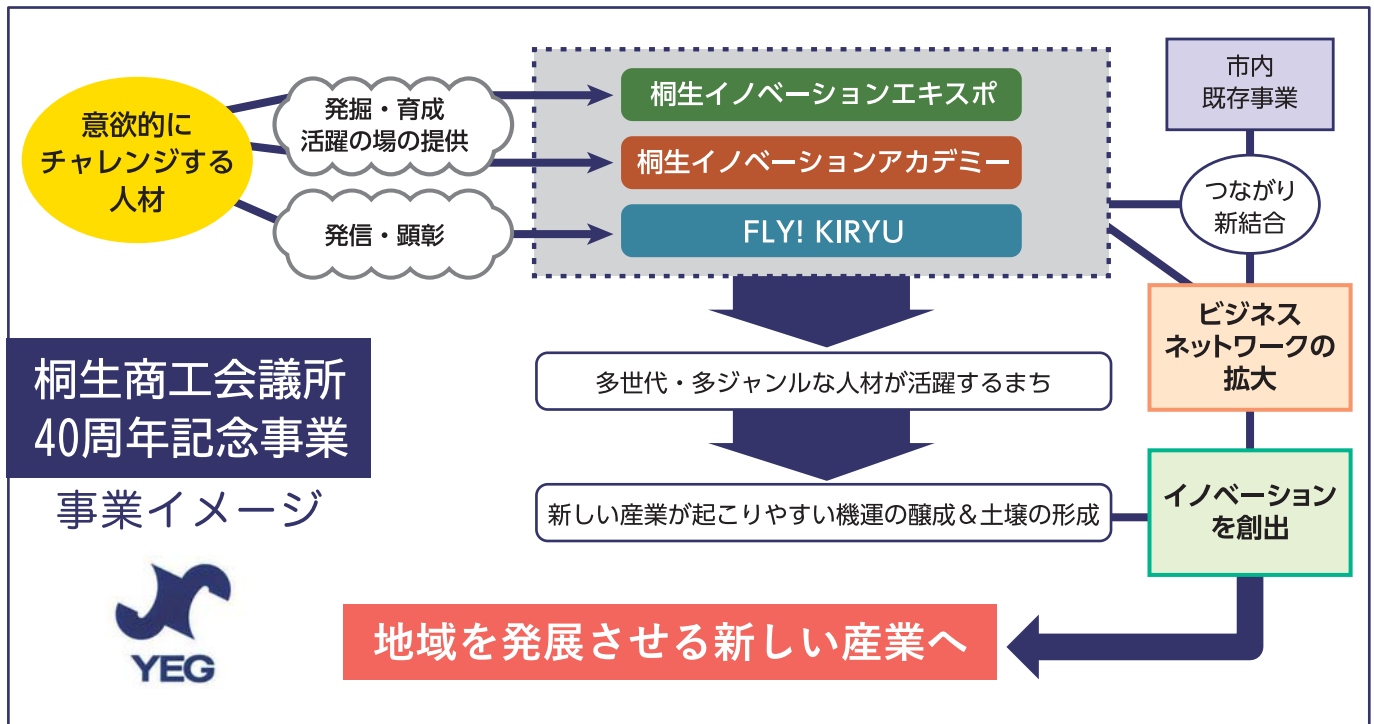 意欲的に
チャレンジする
人材
発掘・育成
活躍の場の提供
発信・顕彰
桐生イノベーションエキスポ
桐生イノベーションアカデミー
FLY! KIRYU
市内
既存事業
つながり
新結合
ビジネス
ネットワークの
拡大
多世代・多ジャンルな人材が活躍するまち
桐生商工会議所
40周年記念事業
事業イメージ
新しい産業が起こりやすい機運の醸成＆土壌の形成
イノベーション
を創出
YEG
地域を発展させる新しい産業へ